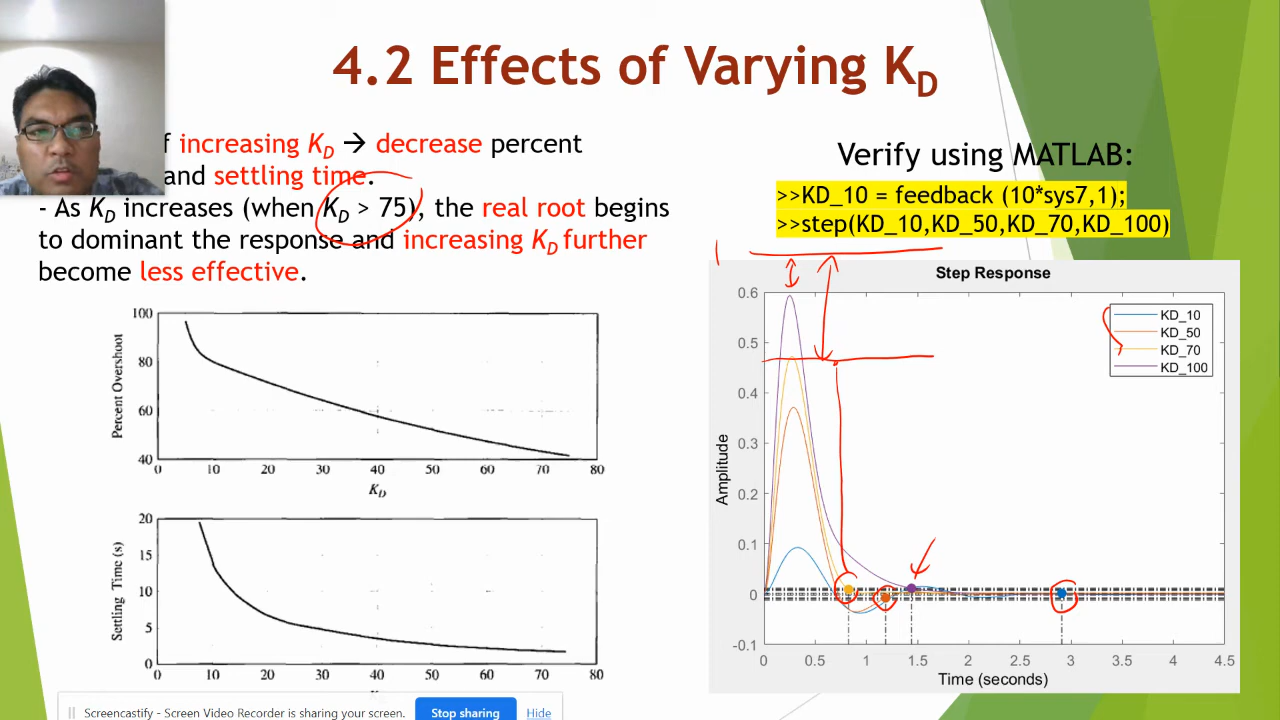 4.2 Effects of Varying KD
f increasing KD → decrease percent
and settling time.
- As KD increases (when KD > 75), the real root begins
to dominant the response and increasing KD further
become less effective.
100
80
60
40
Percent Overshoot
0
10
20
30
40
50
60
70
80
KD
20
15
10
5
0
Settling Time (s)
10
20
30
40
50
60
70
80
Verify using MATLAB:
>>KD_10 = feedback (10*sys7,1);
>>step(KD_10,KD_50,KD_70,KD_100)
Step Response
KD_10
KD_50
KD_70
KD_100
0.6
0.5
0.4
0.3
0.2
0.1
0
-0.1
Amplitude
0
0.5
1
1.5
2
2.5
3
3.5
4
4.5
Time (seconds)
Screencastify - Screen Video Recorder is sharing your screen.
Stop sharing
Hide